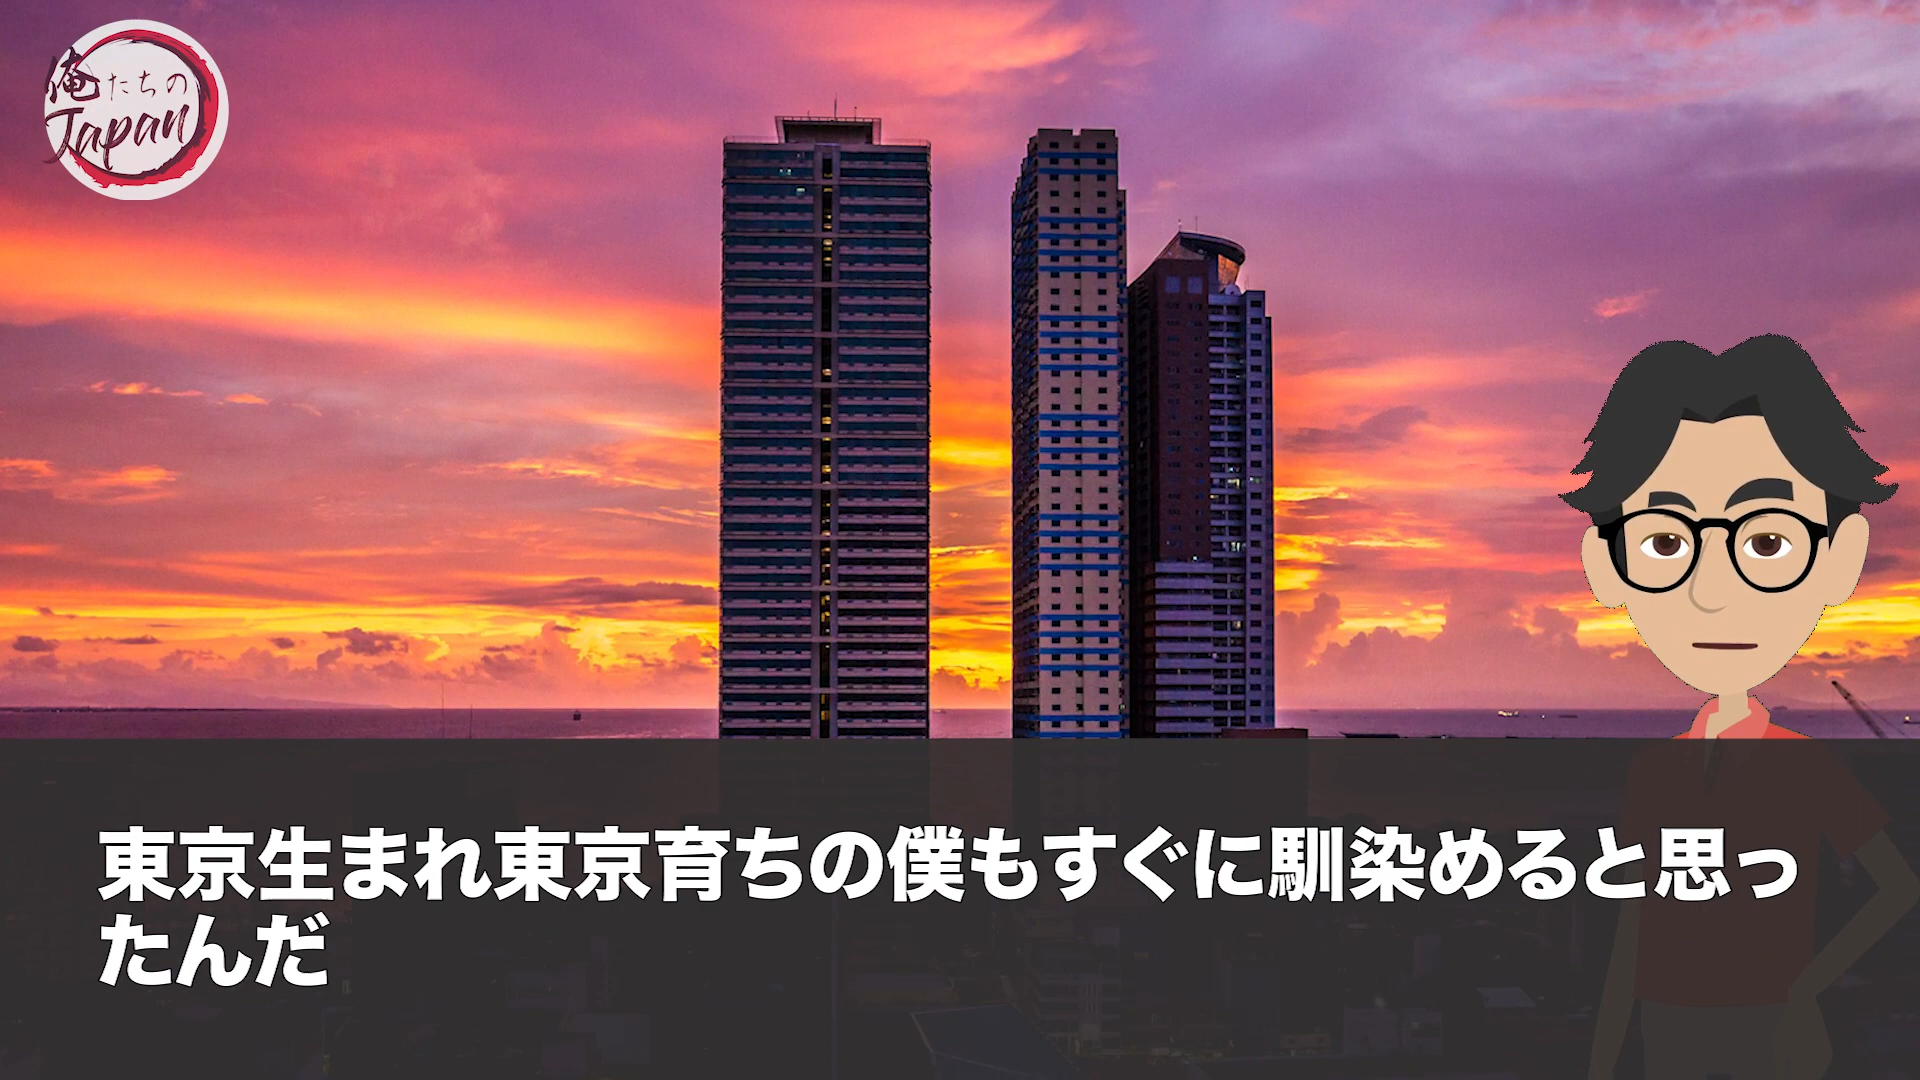 俺たちの
Japan
東京生まれ東京育ちの僕もすぐに馴染めると思っ
たんだ